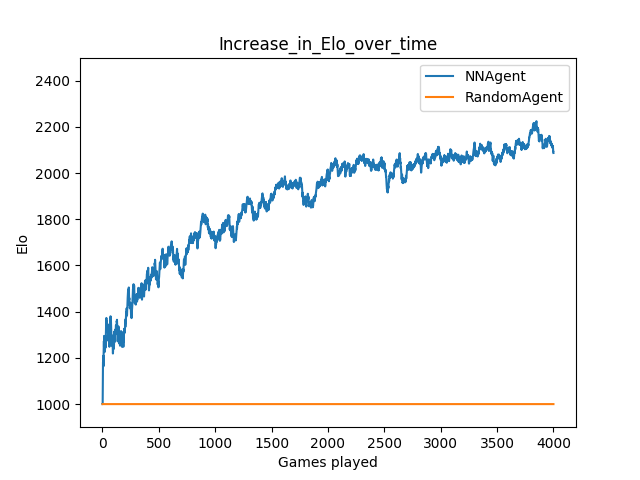 Increase_in_Elo_over_time
NNAgent
RandomAgent
2400
2200
2000
1800
1600
1400
1200
1000
Elo
0 500 1000 1500 2000 2500 3000 3500 4000
Games played